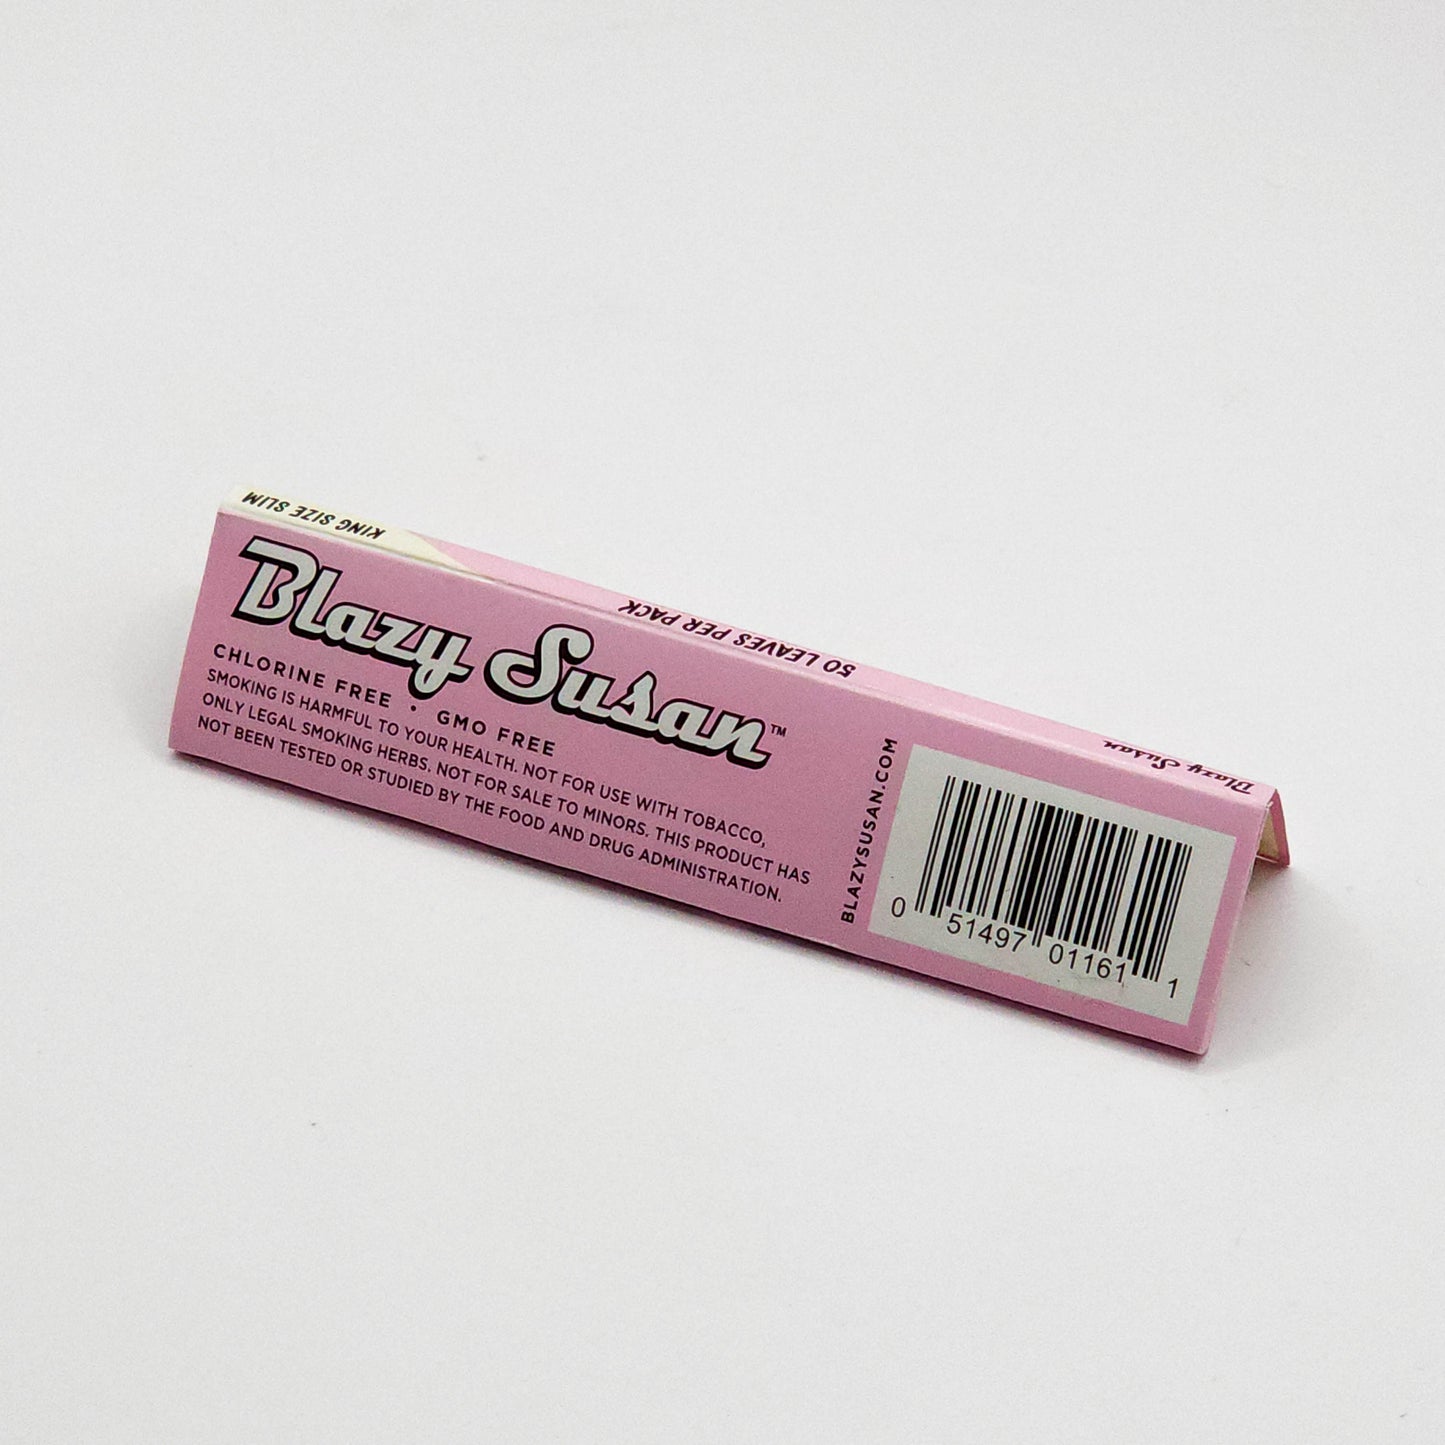 KING SIZE SLIM
50 LEAVES PER PACK
Blazy Susan
Blazy Susan™
CHLORINE FREE • GMO FREE
SMOKING IS HARMFUL TO YOUR HEALTH. NOT FOR USE WITH TOBACCO,
ONLY LEGAL SMOKING HERBS. NOT FOR SALE TO MINORS. THIS PRODUCT HAS
NOT BEEN TESTED OR STUDIED BY THE FOOD AND DRUG ADMINISTRATION.
BLAZYSUSAN.COM
0 51497 01161 1